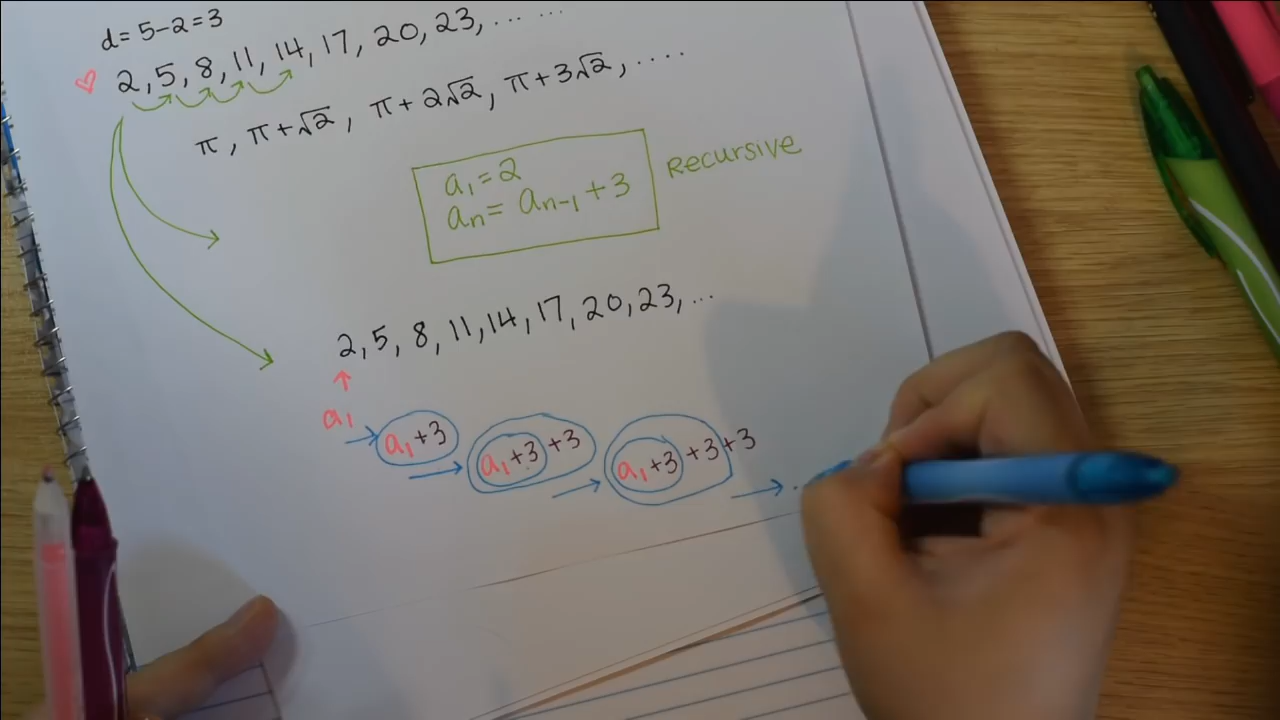 d = 5-2 = 3
2, 5, 8, 11, 14, 17, 20, 23, ... ...
π, π+√2, π+2√2, π+3√2, ....
a₁ = 2
aₙ = aₙ₋₁ + 3
Recursive
2, 5, 8, 11, 14, 17, 20, 23, ...
a₁
a₁+3
a₁+3+3
a₁+3+3+3